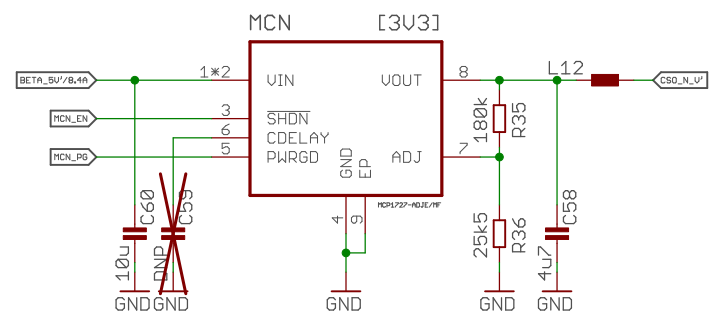 MCN [3V3]
BETA_5V'/8.4A 1*2 VIN VOUT 8 L12 CSO_N_V'
MCN_EN 3 SHDN
6 CDELAY
MCN_PG 5 PWRGD GND EP ADJ 7
180k R35
MCP1727-ADJE/MF
4 9
C60 10u
C59 DNP
25k5 R36
C58 4u7
GND GND GND GND GND